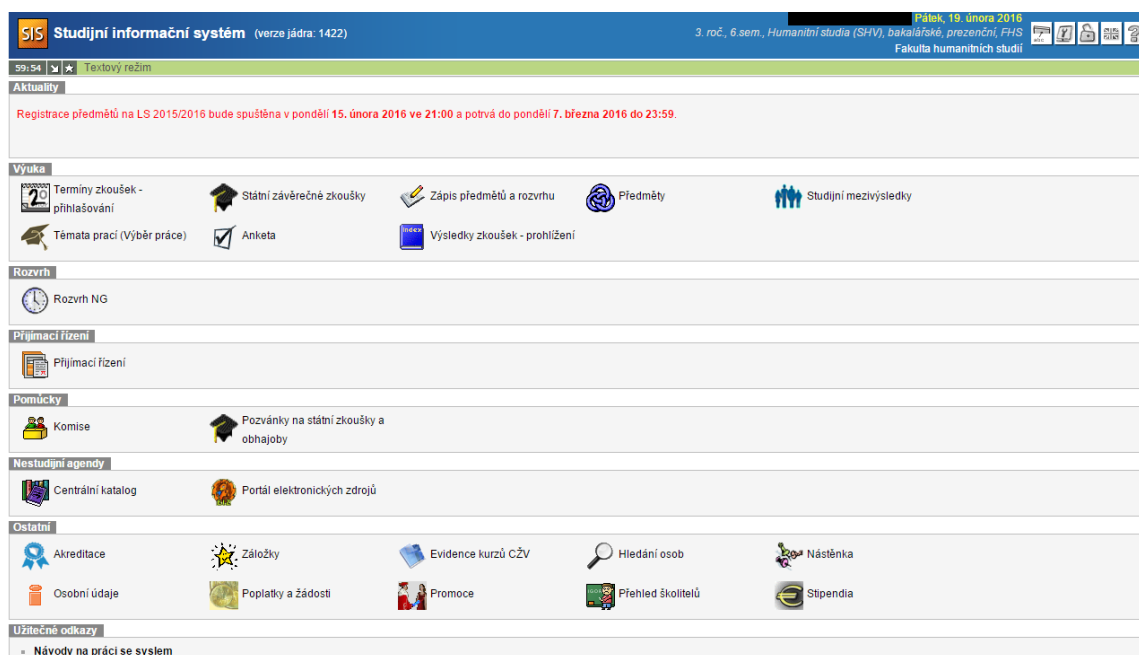 SIS Studijní informační systém (verze jádra: 1422)
Pátek, 19. února 2016
3. roč., 6.sem., Humanitní studia (SHV), bakalářské, prezenční, FHS
Fakulta humanitních studií
59:54 Textový režim
Aktuality
Registrace předmětů na LS 2015/2016 bude spuštěna v pondělí 15. února 2016 ve 21:00 a potrvá do pondělí 7. března 2016 do 23:59.
Výuka
Termíny zkoušek - přihlašování
Státní závěrečné zkoušky
Zápis předmětů a rozvrhu
Předměty
Studijní mezivýsledky
Témata prací (Výběr práce)
Anketa
Index
Výsledky zkoušek - prohlížení
Rozvrh
Rozvrh NG
Přijímací řízení
Přijímací řízení
Pomůcky
Komise
Pozvánky na státní zkoušky a
obhajoby
Nestudijní agendy
Centrální katalog
Portál elektronických zdrojů
Ostatní
Akreditace
Záložky
Evidence kurzů CŽV
Hledání osob
Nástěnka
Osobní údaje
Poplatky a žádosti
Promoce
Přehled školitelů
Stipendia
Užitečné odkazy
Návody na práci se syslem